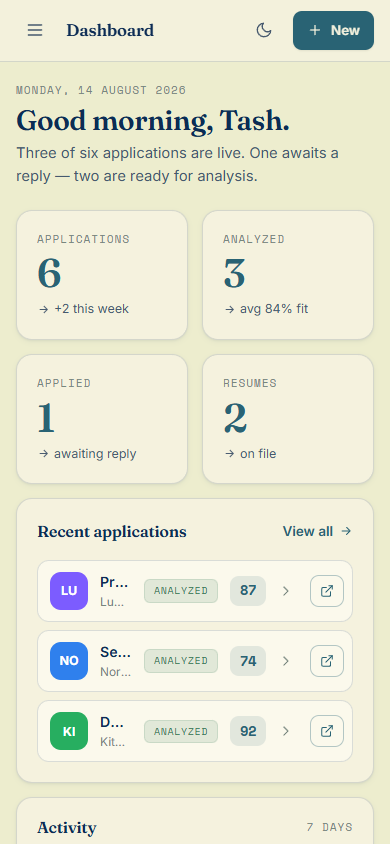 Dashboard
New
MONDAY, 14 AUGUST 2026
Good morning, Tash.
Three of six applications are live. One awaits a
reply — two are ready for analysis.
APPLICATIONS
6
→ +2 this week
ANALYZED
3
→ avg 84% fit
APPLIED
1
→ awaiting reply
RESUMES
2
→ on file
Recent applications
View all →
LU
Pr...
Lu...
ANALYZED
87
NO
Se...
Nor...
ANALYZED
74
KI
D...
Kit...
ANALYZED
92
Activity
7 DAYS